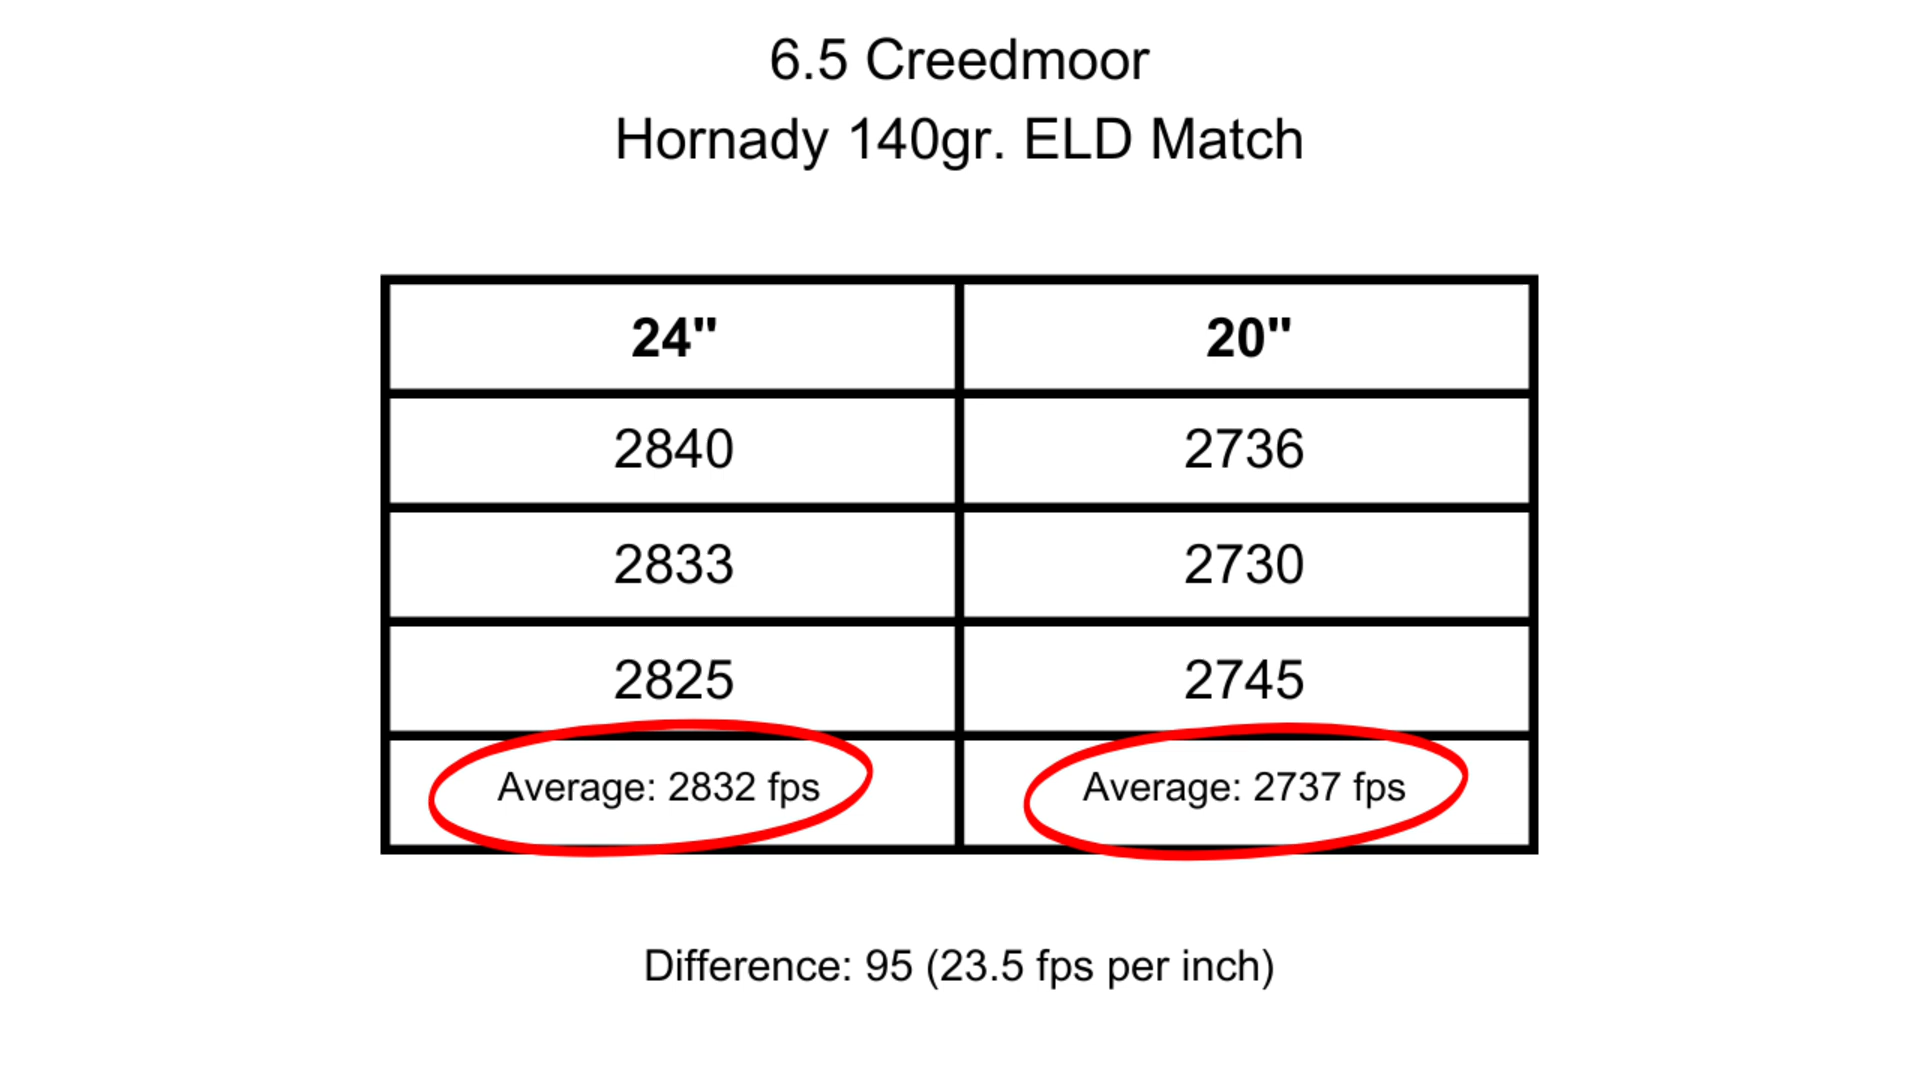 6.5 Creedmoor
Hornady 140gr. ELD Match
24" 20"
2840 2736
2833 2730
2825 2745
Average: 2832 fps Average: 2737 fps
Difference: 95 (23.5 fps per inch)